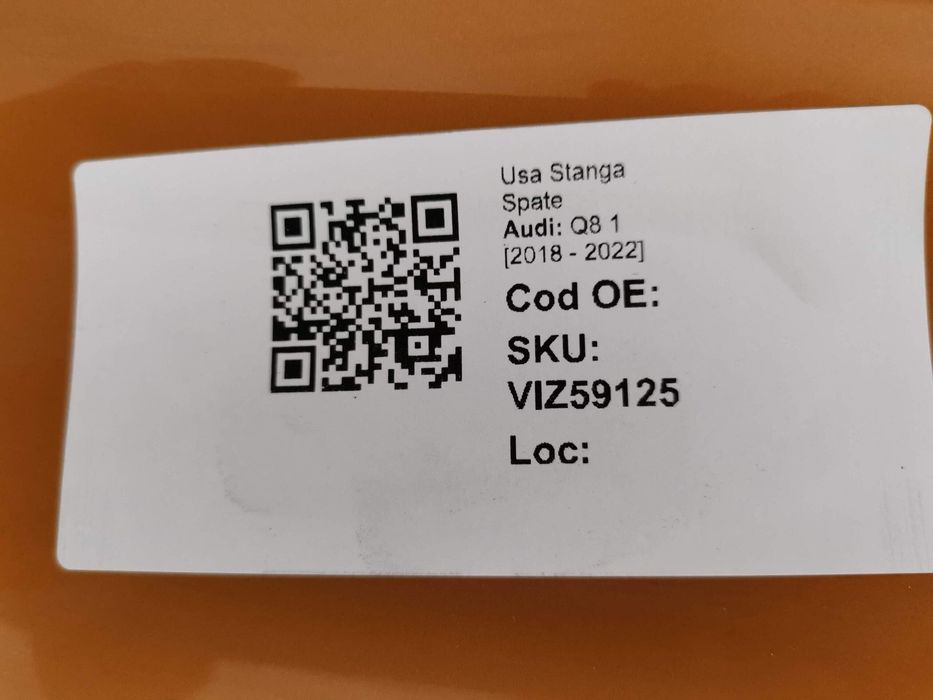 Usa Stanga
Spate
Audi: Q8 1
[2018 - 2022]
Cod OE:
SKU:
VIZ59125
Loc: